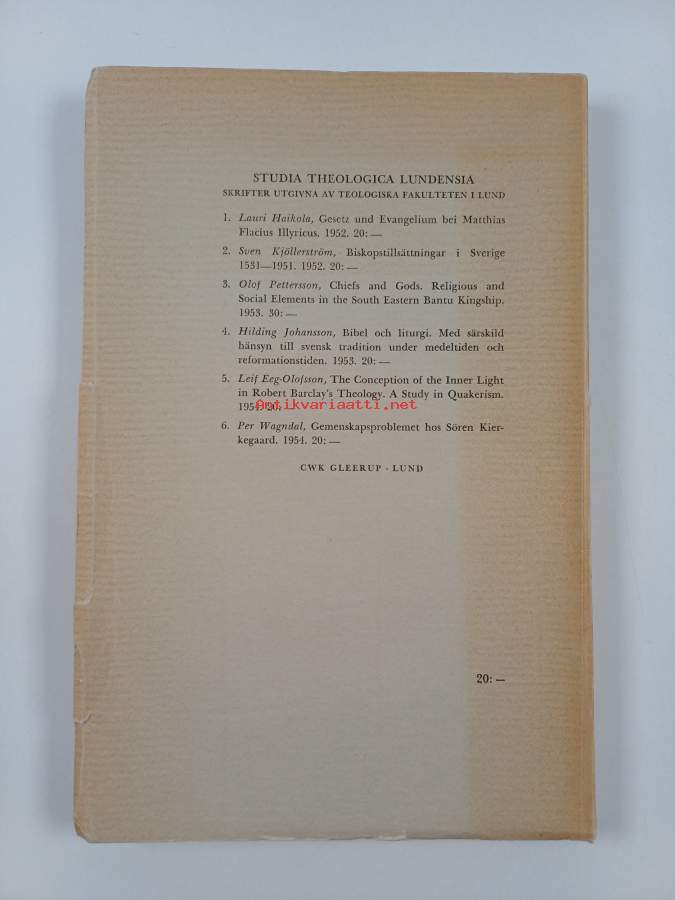 STUDIA THEOLOGICA LUNDENSIA
SKRIFTER UTGIVNA AV TEOLOGISKA FAKULTETEN I LUND
1. Lauri Haikola, Gesetz und Evangelium bei Matthias
Flacius Illyricus. 1952. 20: —
2. Sven Kjöllerström, Biskopstillsättningar i Sverige
1531—1951. 1952. 20: —
3. Olof Pettersson, Chiefs and Gods. Religious and
Social Elements in the South Eastern Bantu Kingship.
1953. 30: —
4. Hilding Johansson, Bibel och liturgi. Med särskild
hänsyn till svensk tradition under medeltiden och
reformationstiden. 1953. 20: —
5. Leif Eeg-Olofsson, The Conception of the Inner Light
in Robert Barclay's Theology. A Study in Quakerism.
1954. 20: —
Antikvariaatti.net
6. Per Wagndal, Gemenskapsproblemet hos Sören Kier-
kegaard. 1954. 20: —
CWK GLEERUP · LUND
20: —